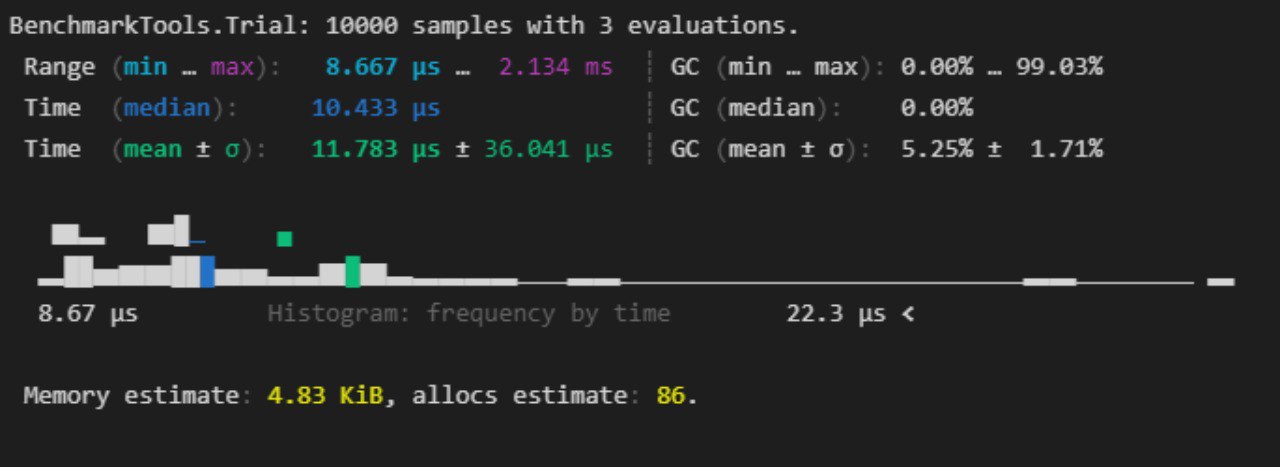 BenchmarkTools.Trial: 10000 samples with 3 evaluations.
Range (min … max): 8.667 μs … 2.134 ms ┊ GC (min … max): 0.00% … 99.03%
Time (median): 10.433 μs ┊ GC (median): 0.00%
Time (mean ± σ): 11.783 μs ± 36.041 μs ┊ GC (mean ± σ): 5.25% ± 1.71%
8.67 μs Histogram: frequency by time 22.3 μs <
Memory estimate: 4.83 KiB, allocs estimate: 86.